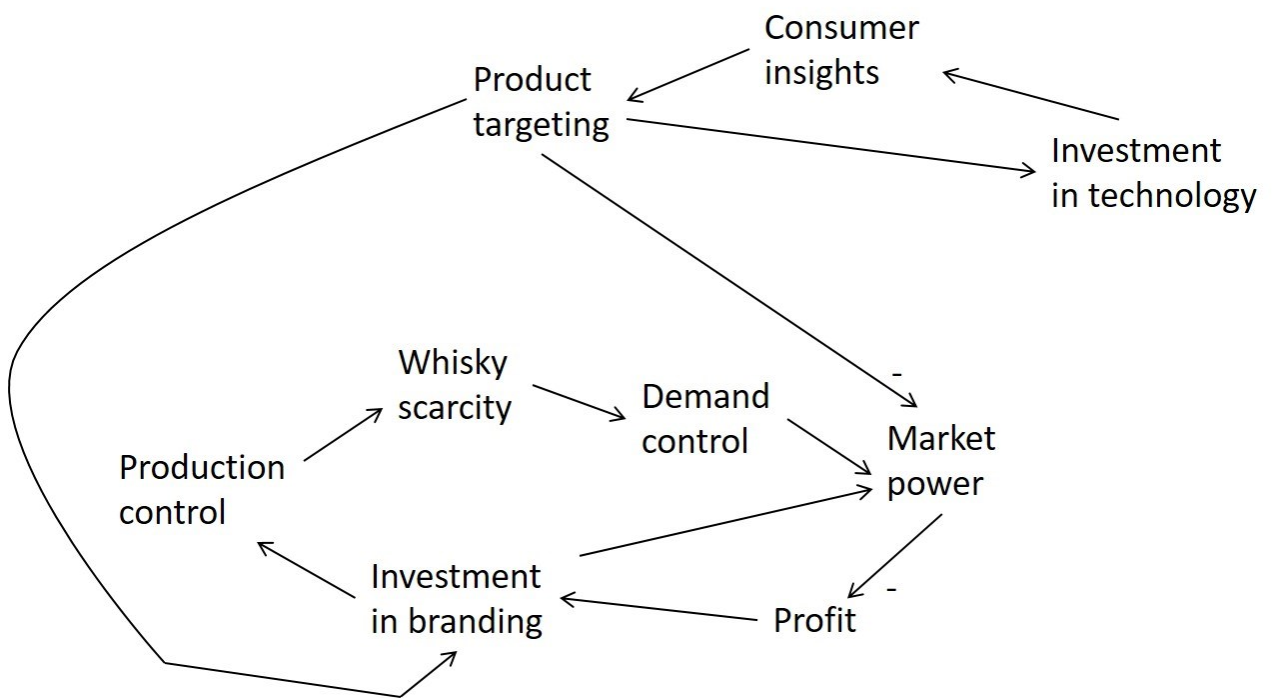 Consumer
insights
Product
targeting
Investment
in technology
-
Whisky
scarcity
Demand
control
Market
power
Production
control
Investment
in branding
-
Profit